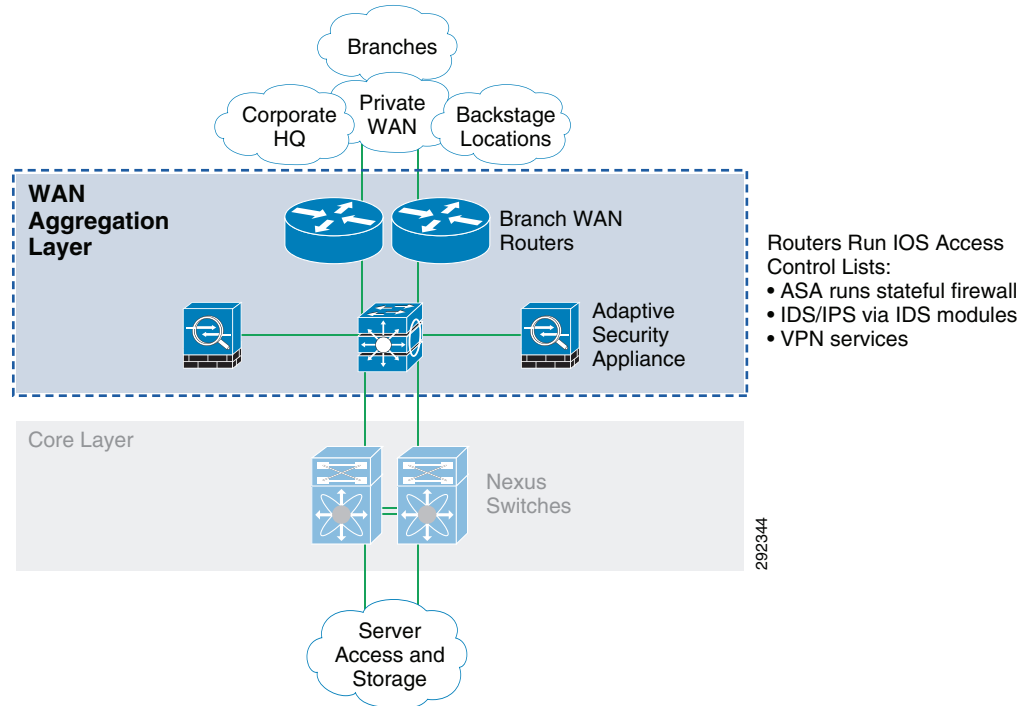 Branches
Corporate
HQ
Private
WAN
Backstage
Locations
WAN
Aggregation
Layer
Branch WAN
Routers
Adaptive
Security
Appliance
Routers Run IOS Access
Control Lists:
• ASA runs stateful firewall
• IDS/IPS via IDS modules
• VPN services
Core Layer
Nexus
Switches
292344
Server
Access and
Storage